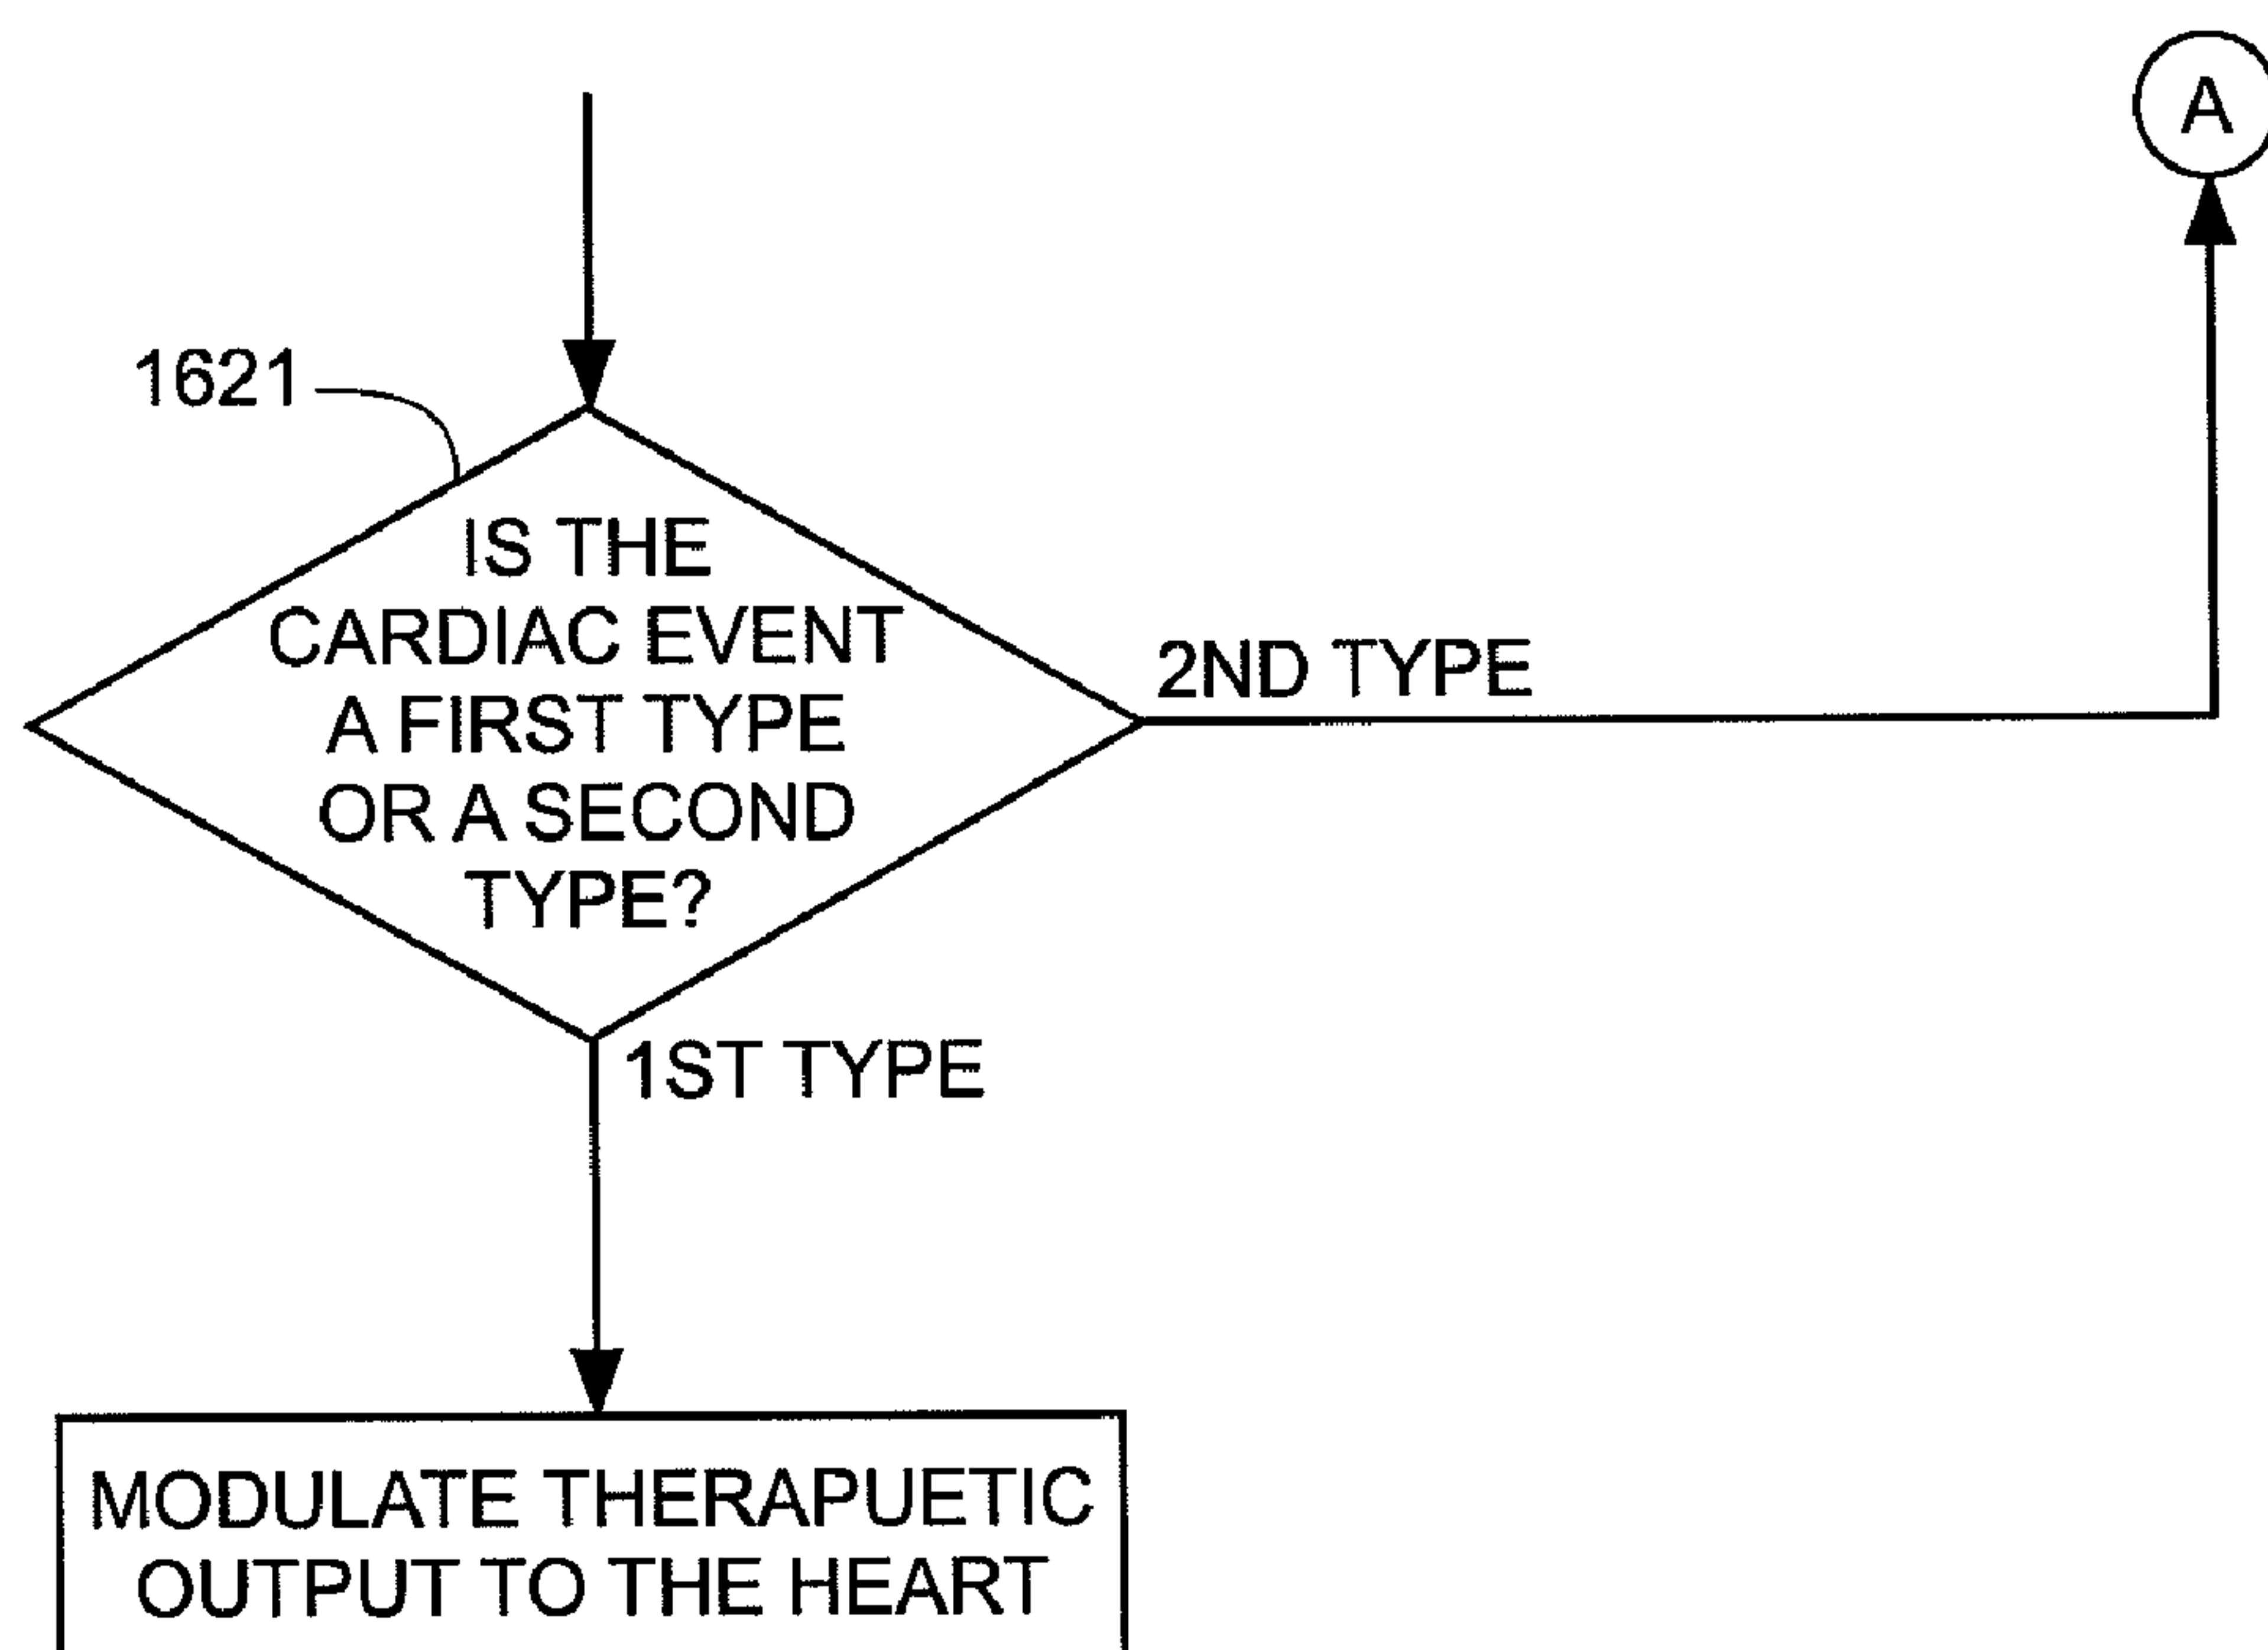 A
1621
IS THE
CARDIAC EVENT
A FIRST TYPE
OR A SECOND
TYPE?
2ND TYPE
1ST TYPE
MODULATE THERAPUETIC
OUTPUT TO THE HEART